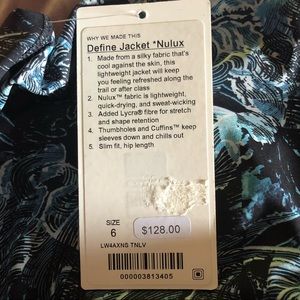 WHY WE MADE THIS
Define Jacket *Nulux
1. Made from a silky fabric that's
cool against the skin, this
lightweight jacket will keep
you feeling refreshed along the
trail or after class
2. Nulux™ fabric is lightweight,
quick-drying, and sweat-wicking
3. Added Lycra® fibre for stretch
and shape retention
4. Thumbholes and Cuffins™ keep
sleeves down and chills out
5. Slim fit, hip length
SIZE
6
$128.00
LW4AXNS TNLV
000003813405